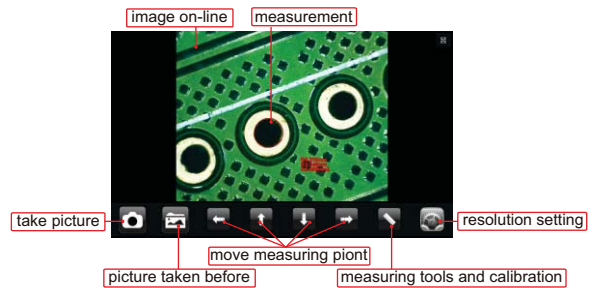 image on-line
measurement
take picture
resolution setting
move measuring piont
picture taken before
measuring tools and calibration